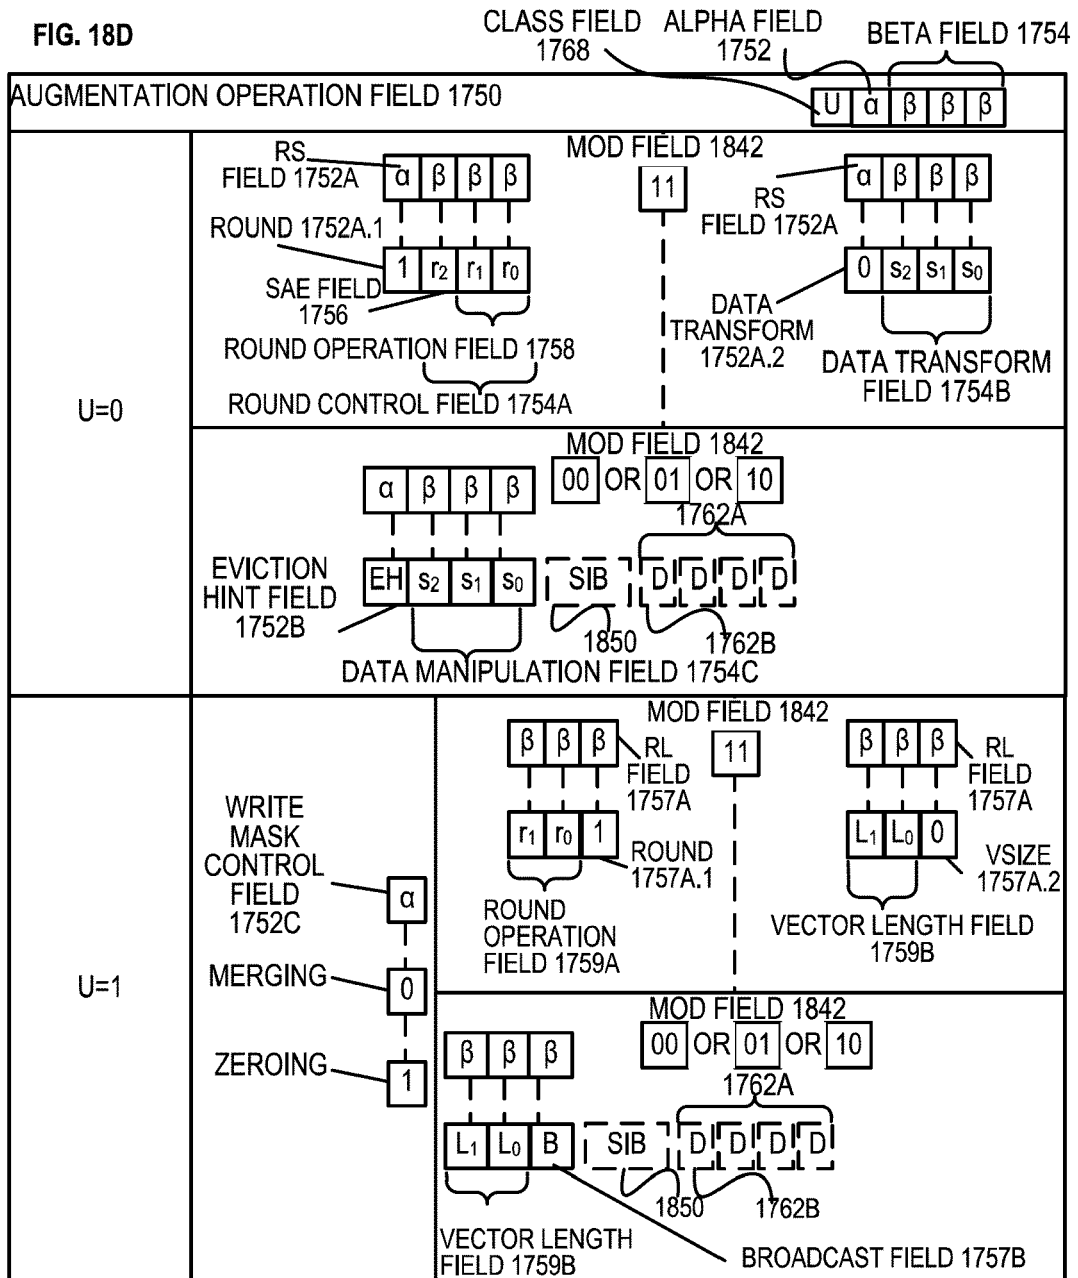 FIG. 18D
CLASS FIELD 1768
ALPHA FIELD 1752
BETA FIELD 1754
AUGMENTATION OPERATION FIELD 1750
U α β β β
U=0
MOD FIELD 1842
11
RS FIELD 1752A
α β β β
ROUND 1752A.1
1 r2 r1 r0
SAE FIELD 1756
ROUND OPERATION FIELD 1758
ROUND CONTROL FIELD 1754A
RS FIELD 1752A
α β β β
0 s2 s1 s0
DATA TRANSFORM 1752A.2
DATA TRANSFORM FIELD 1754B
MOD FIELD 1842
00 OR 01 OR 10
α β β β
1762A
EVICTION HINT FIELD 1752B
EH s2 s1 s0 SIB D D D D
1850
1762B
DATA MANIPULATION FIELD 1754C
U=1
WRITE MASK CONTROL FIELD 1752C
α
MERGING
0
ZEROING
1
MOD FIELD 1842
11
β β β
RL FIELD 1757A
r1 r0 1
ROUND 1757A.1
ROUND OPERATION FIELD 1759A
β β β
RL FIELD 1757A
L1 L0 0
VSIZE 1757A.2
VECTOR LENGTH FIELD 1759B
MOD FIELD 1842
00 OR 01 OR 10
β β β
1762A
L1 L0 B SIB D D D D
1850
1762B
VECTOR LENGTH FIELD 1759B
BROADCAST FIELD 1757B